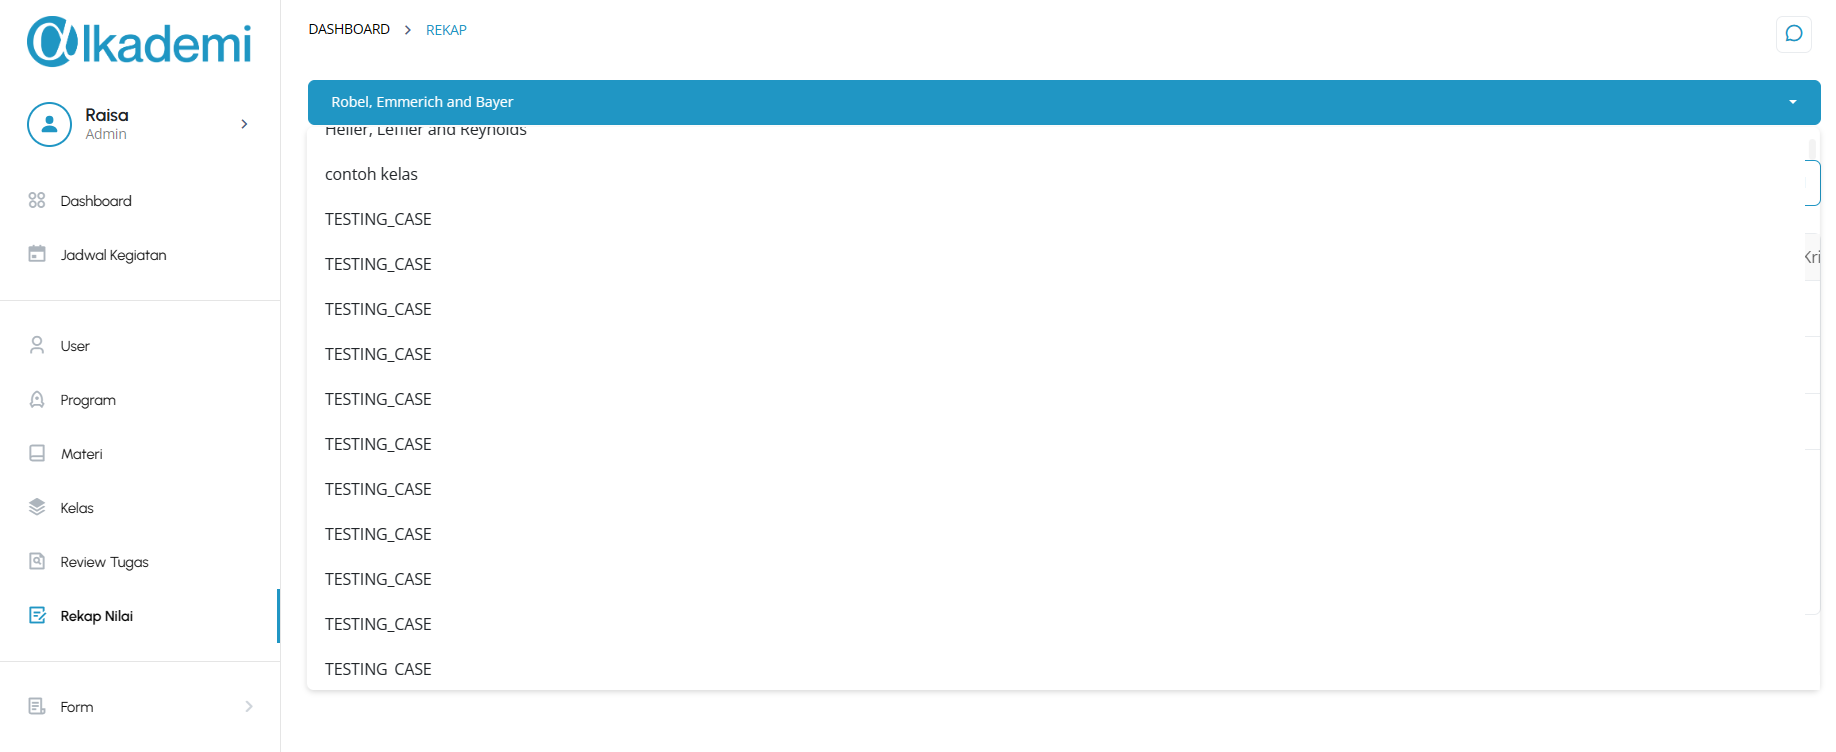 @lkademi
DASHBOARD > REKAP
Raisa
Admin
Robel, Emmerich and Bayer
Heller, Leffler and Reynolds
contoh kelas
TESTING_CASE
TESTING_CASE
TESTING_CASE
TESTING_CASE
TESTING_CASE
TESTING_CASE
TESTING_CASE
TESTING_CASE
TESTING_CASE
TESTING_CASE
TESTING_CASE
Kri
Dashboard
Jadwal Kegiatan
User
Program
Materi
Kelas
Review Tugas
Rekap Nilai
Form